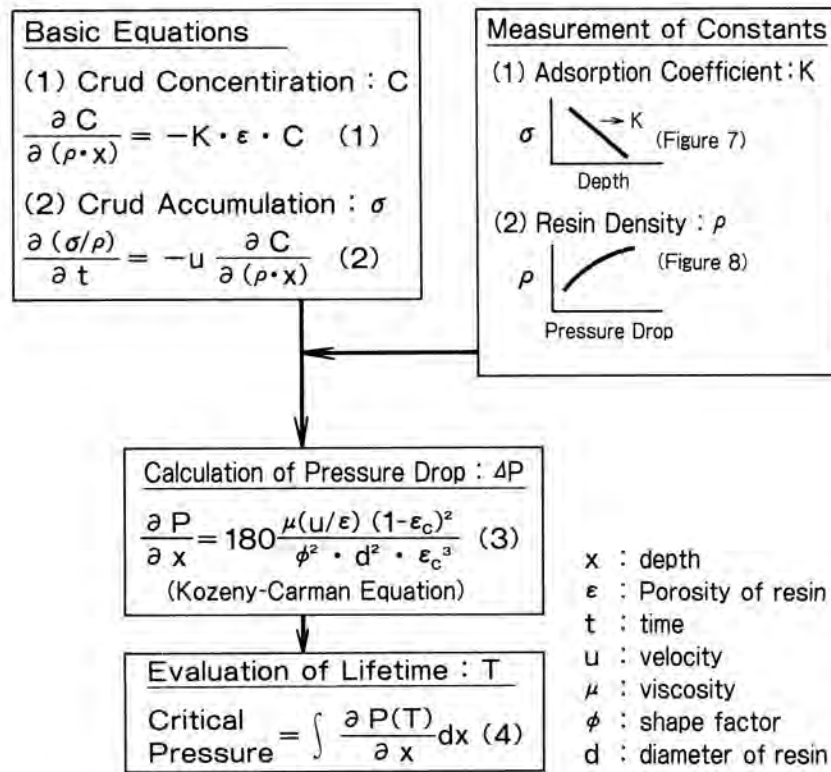 Basic Equations
(1) Crud Concentiration : C
∂ C / ∂ (ρ・x) = -K・ε・C (1)
(2) Crud Accumulation : σ
∂ (σ/ρ) / ∂ t = -u ∂ C / ∂ (ρ・x) (2)
Measurement of Constants
(1) Adsorption Coefficient : K
σ
→ K
(Figure 7)
Depth
(2) Resin Density : ρ
ρ
(Figure 8)
Pressure Drop
Calculation of Pressure Drop : ΔP
∂ P / ∂ x = 180 μ(u/ε) (1-ε_c)² / φ² ・ d² ・ ε_c³ (3)
(Kozeny-Carman Equation)
Evaluation of Lifetime : T
Critical Pressure = ∫ ∂ P(T) / ∂ x dx (4)
x : depth
ε : Porosity of resin
t : time
u : velocity
μ : viscosity
φ : shape factor
d : diameter of resin